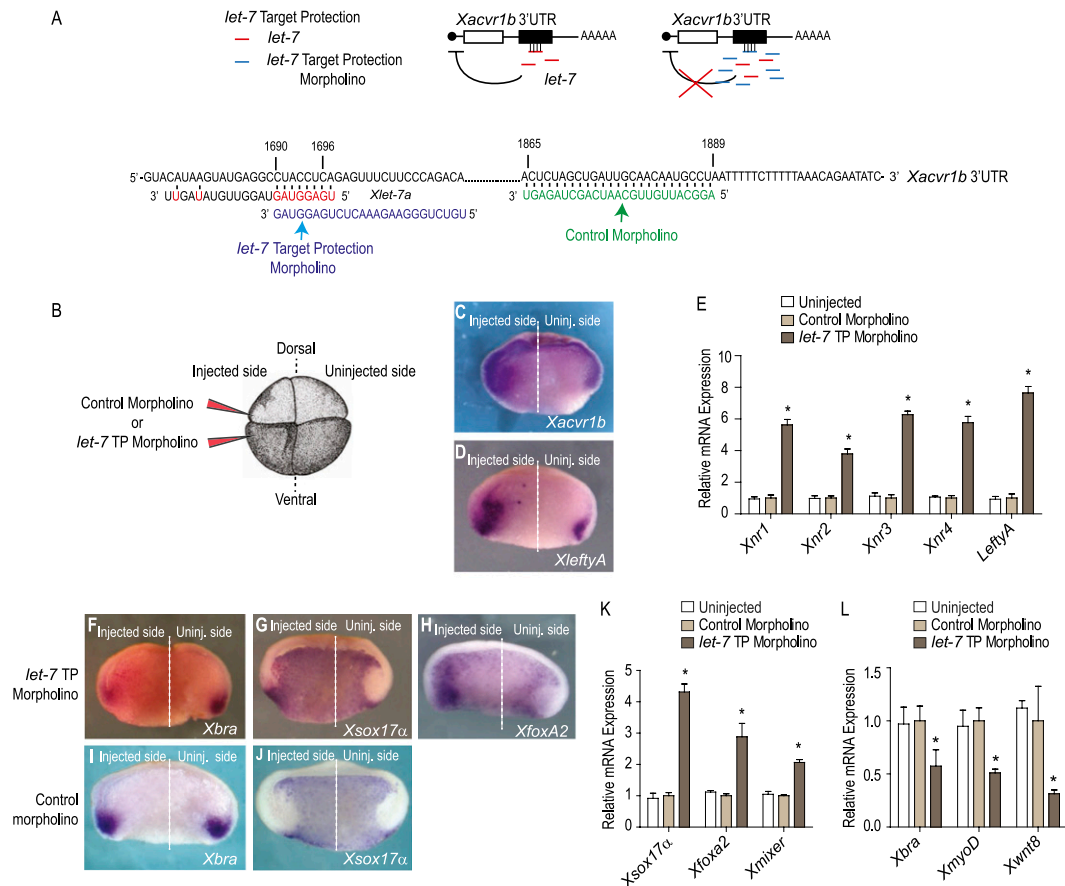 A
let-7 Target Protection
let-7
let-7 Target Protection
Morpholino
Xacvr1b 3'UTR
AAAAA
let-7
Xacvr1b 3'UTR
AAAAA
1690
1696
1865
1889
5'-GUACAUAAGUAUGAGGCCUACCUCAGAGUUUCUUCCCAGACA............ACUCUAGCUGAUUGCAACAAUGCCUAAUUUUUCUUUUUAAACAGAAUAUC- 3' Xacvr1b 3'UTR
3' UUGAUAUGUUGGAUGAUGGAGU 5' Xlet-7a
3' UGAGAUCGACUAACGUUGUUACGGA 5'
3' GAUGGAGUCUCAAAGAAGGGUCUGU 5'
let-7 Target Protection
Morpholino
Control Morpholino
B
Dorsal
Injected side
Uninjected side
Control Morpholino
or
let-7 TP Morpholino
Ventral
C Injected side Uninj. side
Xacvr1b
D Injected side Uninj. side
XleftyA
E
Uninjected
Control Morpholino
let-7 TP Morpholino
Relative mRNA Expression
10
8
6
4
2
0
* * * * *
Xnr1 Xnr2 Xnr3 Xnr4 LeftyA
let-7 TP
Morpholino
F Injected side Uninj. side
Xbra
G Injected side Uninj. side
Xsox17α
H Injected side Uninj. side
XfoxA2
Control
morpholino
I Injected side Uninj. side
Xbra
J Injected side Uninj. side
Xsox17α
K
Uninjected
Control Morpholino
let-7 TP Morpholino
Relative mRNA Expression
5
4
3
2
1
0
* * *
Xsox17α Xfoxa2 Xmixer
L
Uninjected
Control Morpholino
let-7 TP Morpholino
Relative mRNA Expression
1.5
1.0
0.5
0.0
* * *
Xbra XmyoD Xwnt8